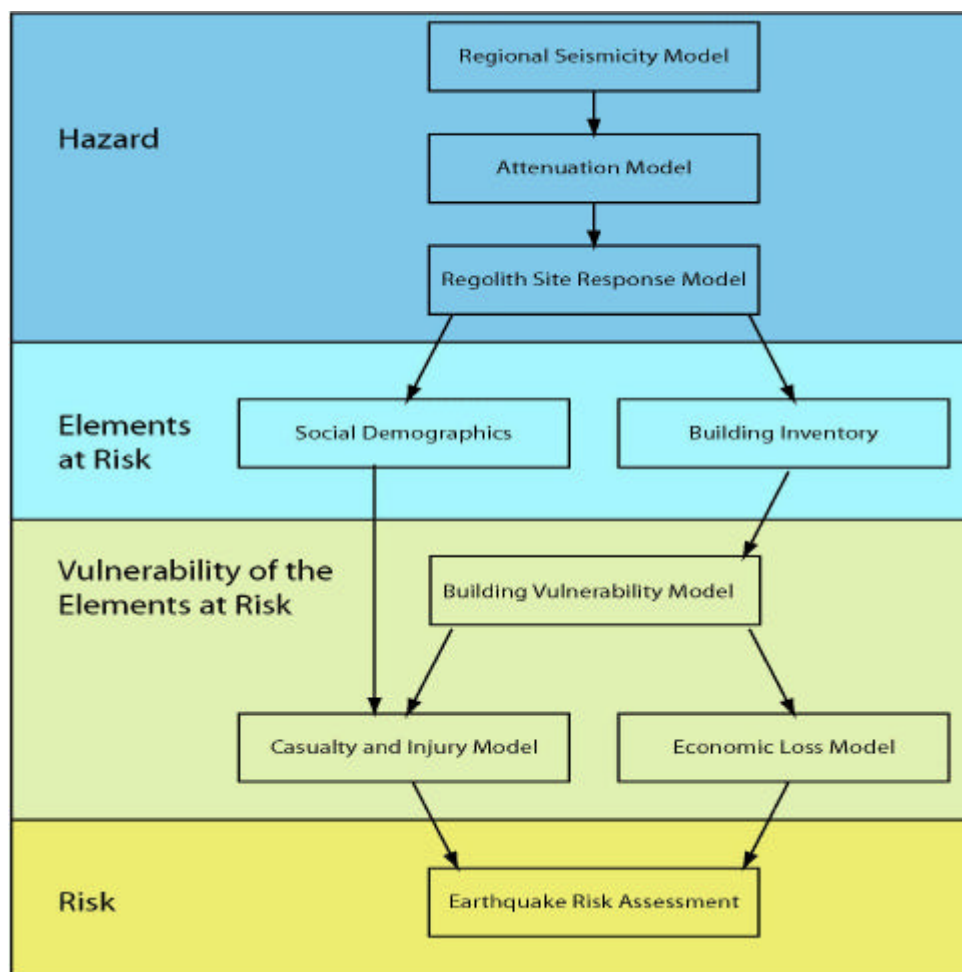 Regional Seismicity Model
Hazard
Attenuation Model
Regolith Site Response Model
Elements
at Risk
Social Demographics
Building Inventory
Vulnerability of the
Elements at Risk
Building Vulnerability Model
Casualty and Injury Model
Economic Loss Model
Risk
Earthquake Risk Assessment